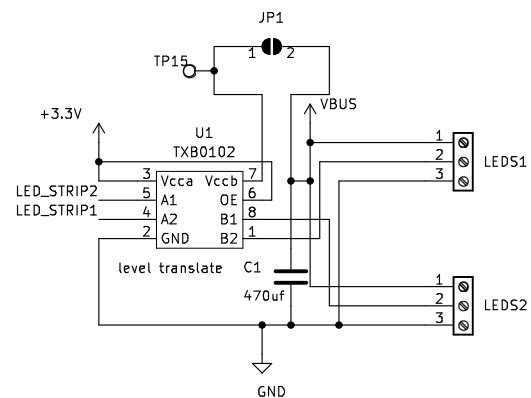 JP1
1 2
TP15
+3.3V
VBUS
U1
TXB0102
3 Vcca Vccb 7
LED_STRIP2 5 A1 OE 6
LED_STRIP1 4 A2 B1 8
2 GND B2 1
level translate
C1
470uf
1
2 LEDS1
3
1
2 LEDS2
3
GND